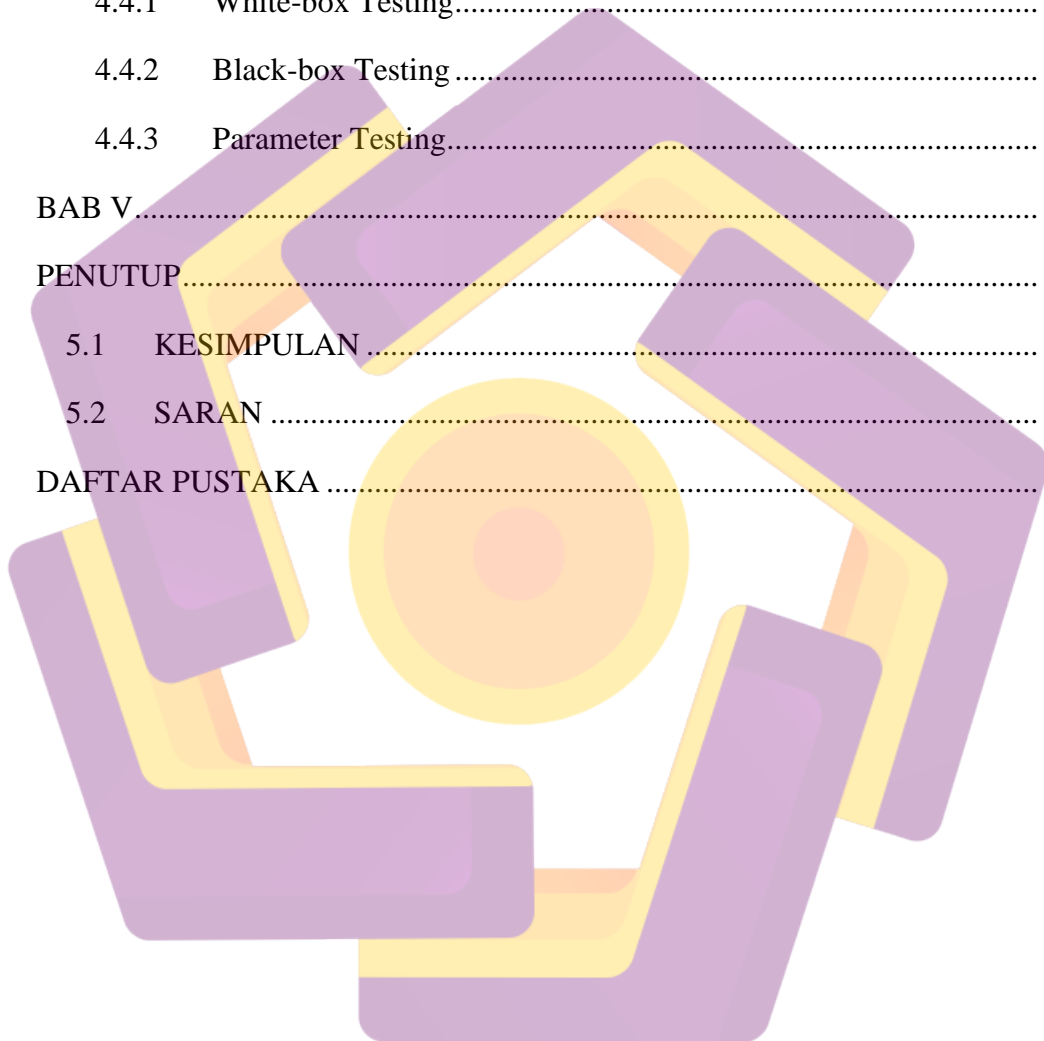 4.4.1 White-box Testing..........................................................................
4.4.2 Black-box Testing..........................................................................
4.4.3 Parameter Testing...........................................................................
BAB V.....................................................................................................................
PENUTUP...............................................................................................................
5.1 KESIMPULAN........................................................................................
5.2 SARAN....................................................................................................
DAFTAR PUSTAKA..............................................................................................